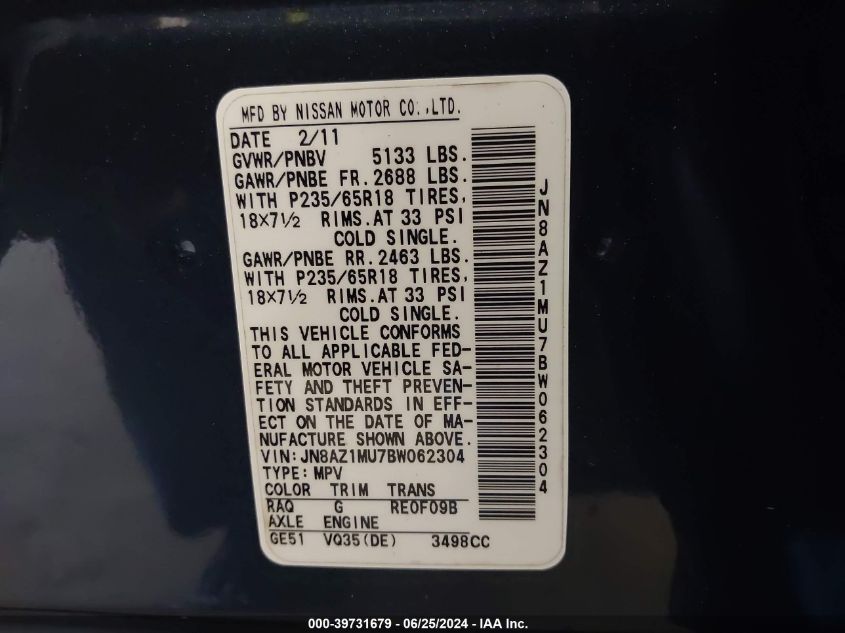 MFD BY NISSAN MOTOR CO.,LTD.
DATE 2/11
GVWR/PNBV 5133 LBS.
GAWR/PNBE FR. 2688 LBS.
WITH P235/65R18 TIRES,
18×7½ RIMS. AT 33 PSI
COLD SINGLE.
GAWR/PNBE RR. 2463 LBS.
WITH P235/65R18 TIRES,
18×7½ RIMS. AT 33 PSI
COLD SINGLE.
THIS VEHICLE CONFORMS
TO ALL APPLICABLE FED-
ERAL MOTOR VEHICLE SA-
FETY AND THEFT PREVEN-
TION STANDARDS IN EFF-
ECT ON THE DATE OF MA-
NUFACTURE SHOWN ABOVE.
VIN: JN8AZ1MU7BW062304
TYPE: MPV
COLOR TRIM TRANS
RAQ G RE0F09B
AXLE ENGINE
GE51 VQ35(DE) 3498CC
JN8AZ1MU7BW062304
000-39731679 - 06/25/2024 - IAA Inc.